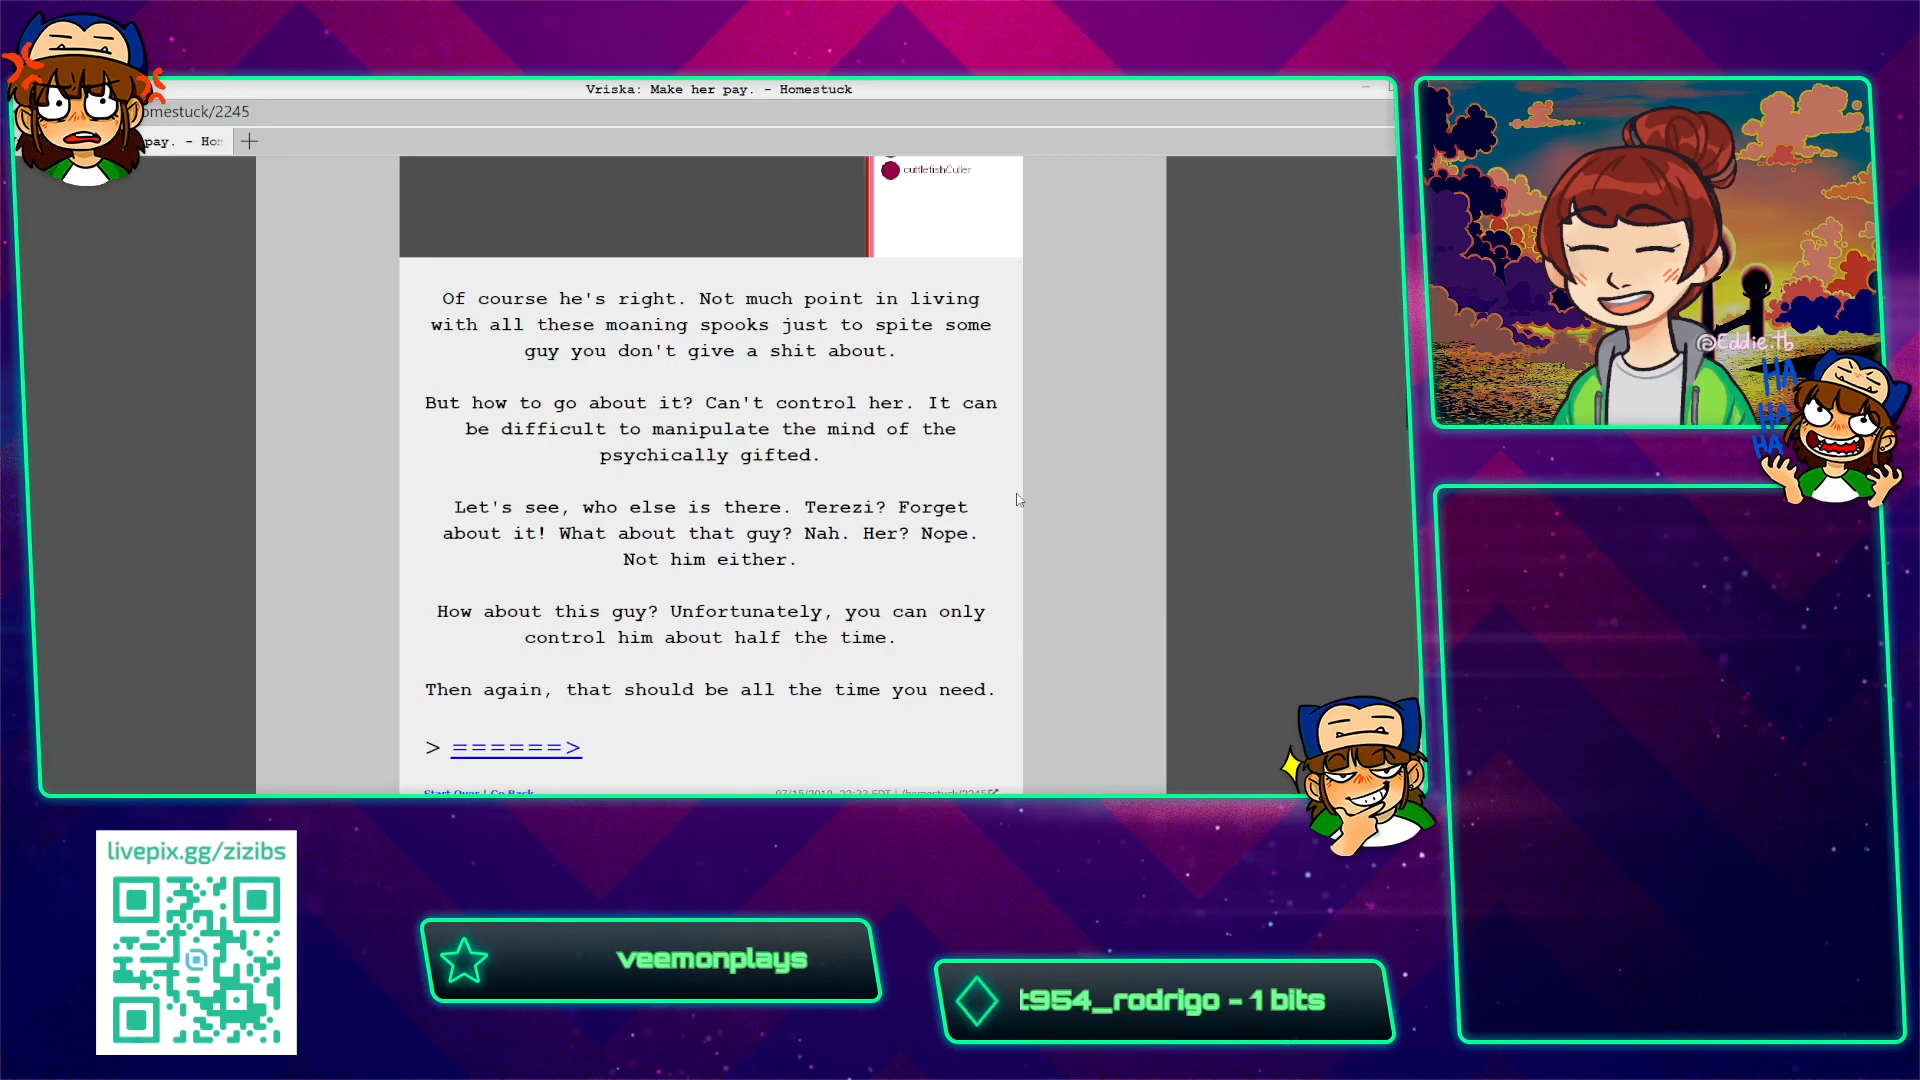 Vriska: Make her pay. - Homestuck
omestuck/2245
pay. - Hom
cuttlefishCuller
Of course he's right. Not much point in living
with all these moaning spooks just to spite some
guy you don't give a shit about.
But how to go about it? Can't control her. It can
be difficult to manipulate the mind of the
psychically gifted.
Let's see, who else is there. Terezi? Forget
about it! What about that guy? Nah. Her? Nope.
Not him either.
How about this guy? Unfortunately, you can only
control him about half the time.
Then again, that should be all the time you need.
> ======>
Start Over | Go Back
@Eddie.tb
HA
HA
HA
livepix.gg/zizibs
veemonplays
t954_rodrigo - 1 bits